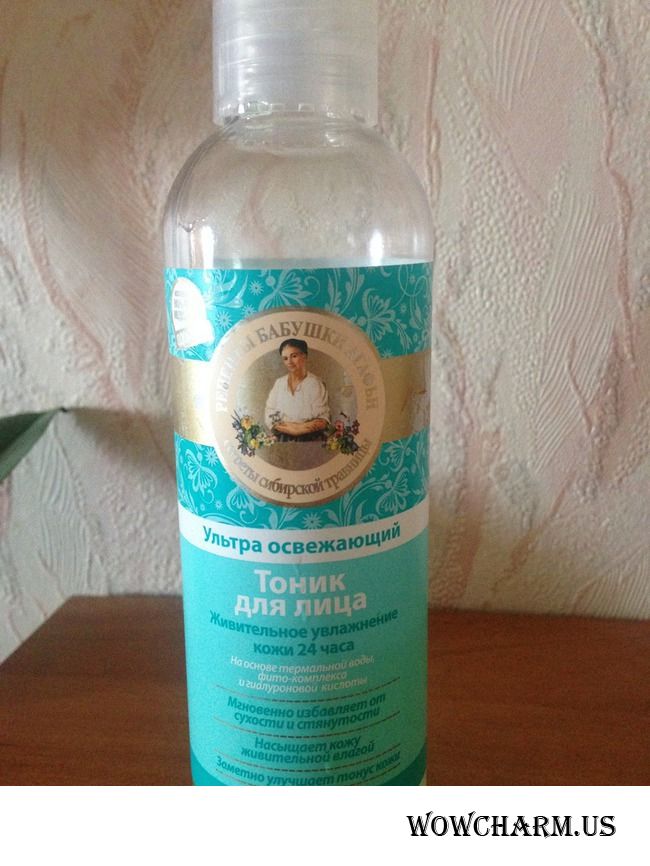 РЕЦЕПТЫ БАБУШКИ АГАФЬИ
секреты сибирской травницы
Ультра освежающий
Тоник
для лица
Живительное увлажнение
кожи 24 часа
На основе термальной воды,
фито-комплекса
и гиалуроновой кислоты
Мгновенно избавляет от
сухости и стянутости
Насыщает кожу
живительной влагой
Заметно улучшает тонус кожи
WOWCHARM.US